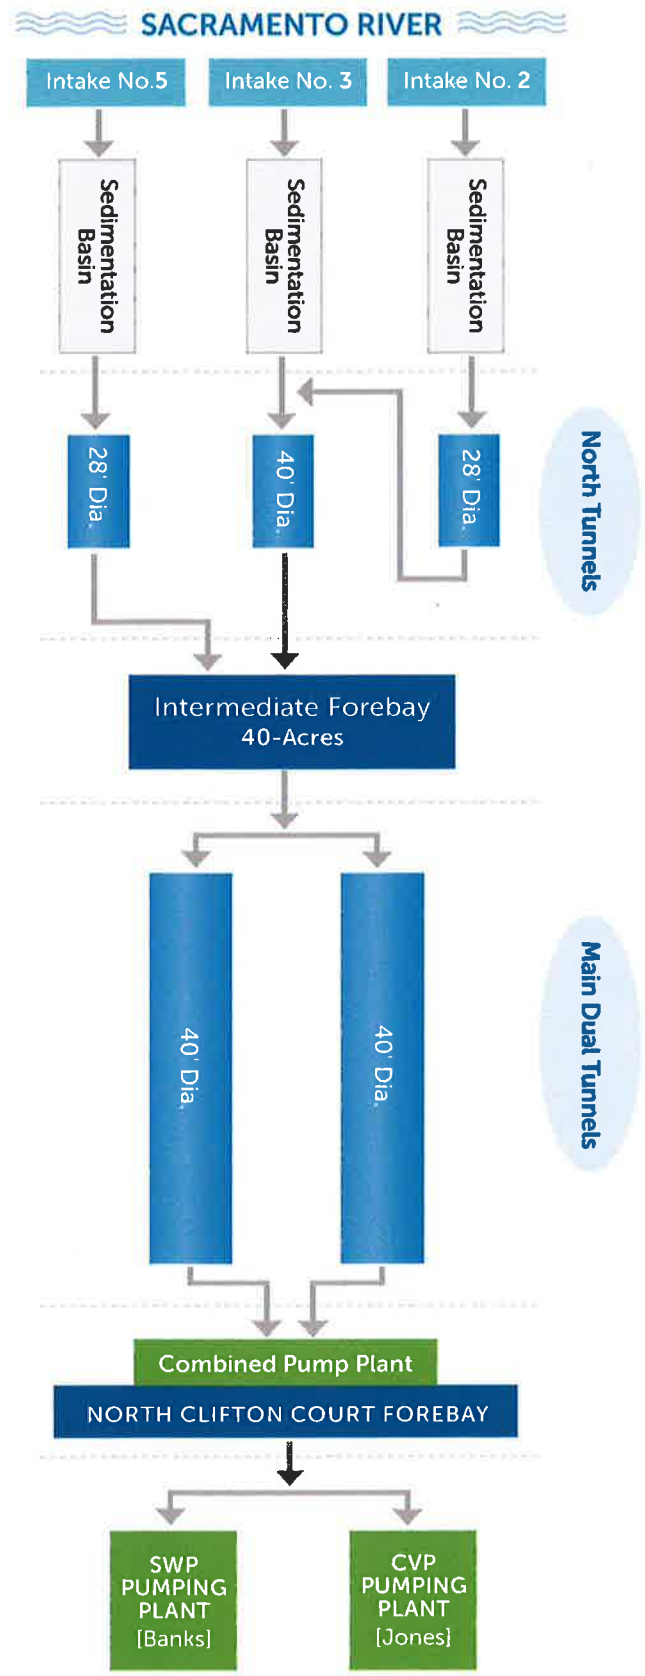 SACRAMENTO RIVER
Intake No.5
Intake No. 3
Intake No. 2
Sedimentation
Basin
Sedimentation
Basin
Sedimentation
Basin
28' Dia.
40' Dia.
28' Dia.
North Tunnels
Intermediate Forebay
40-Acres
40' Dia.
40' Dia.
Main Dual Tunnels
Combined Pump Plant
NORTH CLIFTON COURT FOREBAY
SWP
PUMPING
PLANT
[Banks]
CVP
PUMPING
PLANT
[Jones]